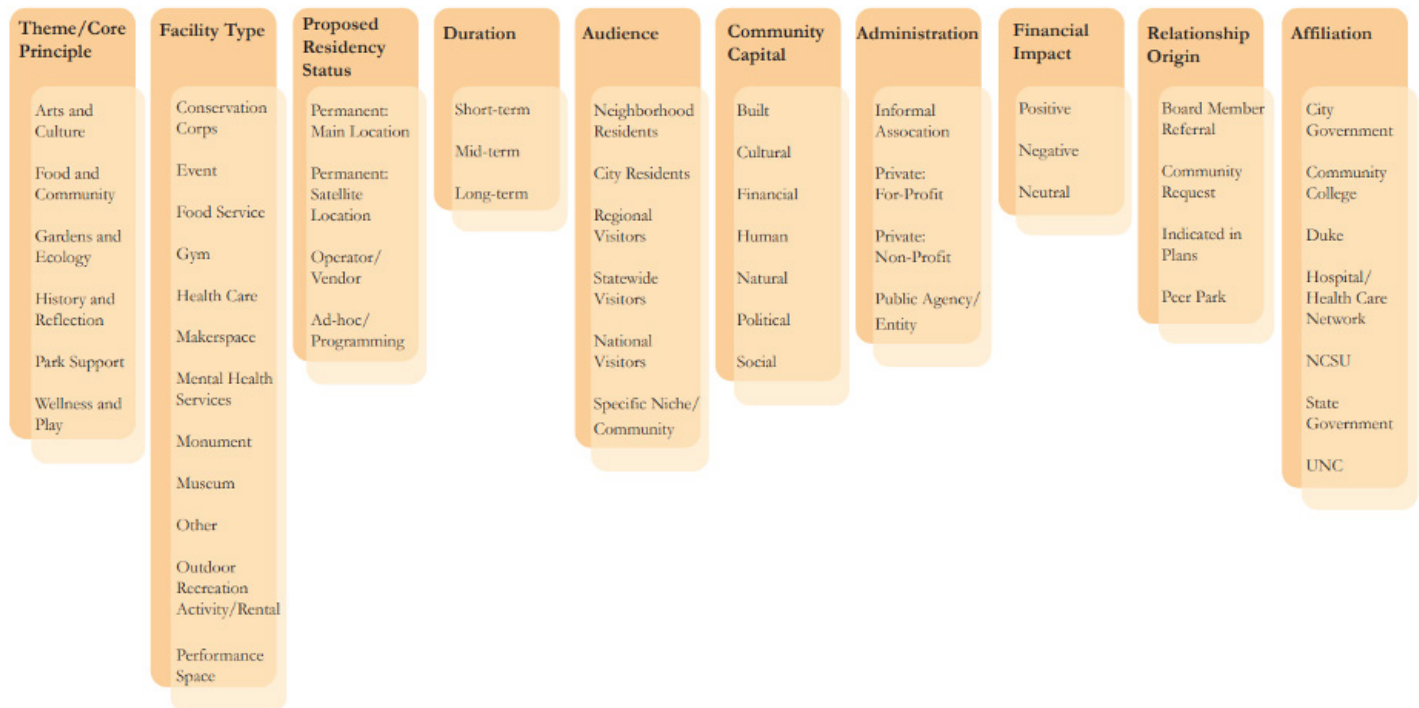 Theme/Core
Principle
Arts and
Culture
Food and
Community
Gardens and
Ecology
History and
Reflection
Park Support
Wellness and
Play
Facility Type
Conservation
Corps
Event
Food Service
Gym
Health Care
Makerspace
Mental Health
Services
Monument
Museum
Other
Outdoor
Recreation
Activity/Rental
Performance
Space
Proposed
Residency
Status
Permanent:
Main Location
Permanent:
Satellite
Location
Operator/
Vendor
Ad-hoc/
Programming
Duration
Short-term
Mid-term
Long-term
Audience
Neighborhood
Residents
City Residents
Regional
Visitors
Statewide
Visitors
National
Visitors
Specific Niche/
Community
Community
Capital
Built
Cultural
Financial
Human
Natural
Political
Social
Administration
Informal
Assocation
Private:
For-Profit
Private:
Non-Profit
Public Agency/
Entity
Financial
Impact
Positive
Negative
Neutral
Relationship
Origin
Board Member
Referral
Community
Request
Indicated in
Plans
Peer Park
Affiliation
City
Government
Community
College
Duke
Hospital/
Health Care
Network
NCSU
State
Government
UNC